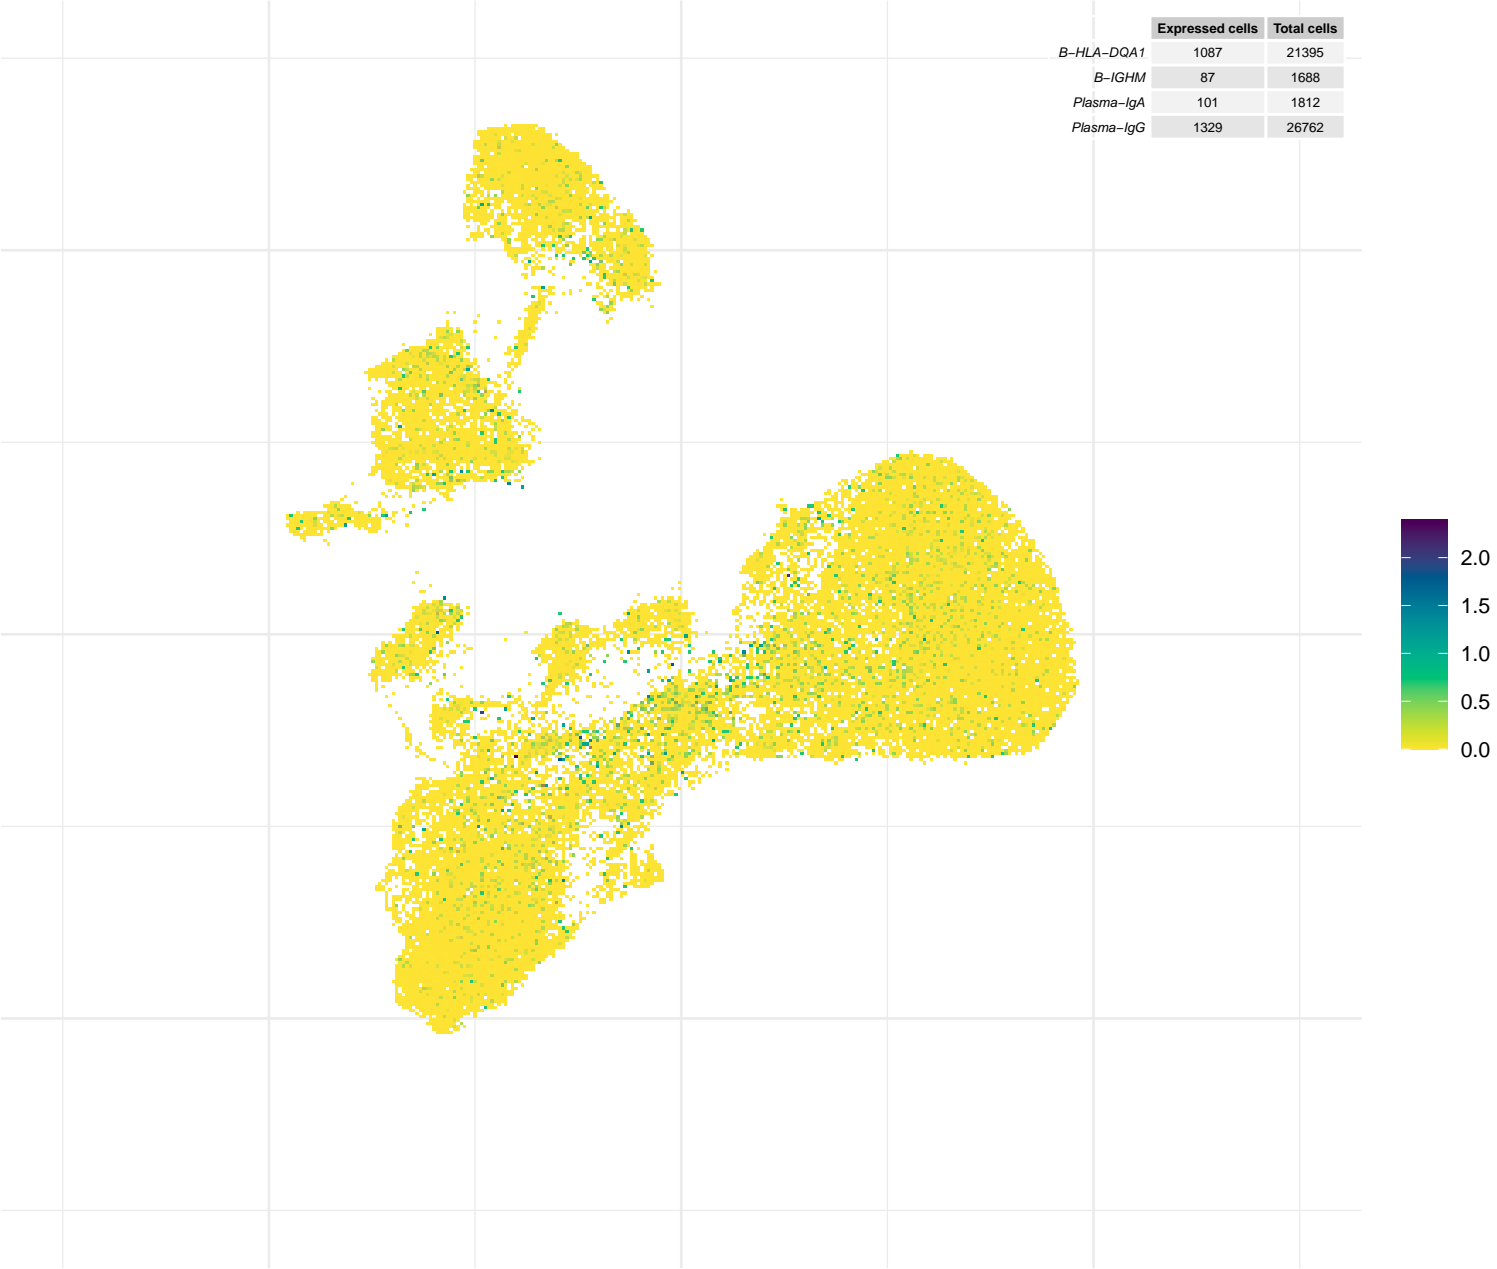 Expressed cells Total cells
B−HLA−DQA1 1087 21395
B−IGHM 87 1688
Plasma−IgA 101 1812
Plasma−IgG 1329 26762
2.0
1.5
1.0
0.5
0.0